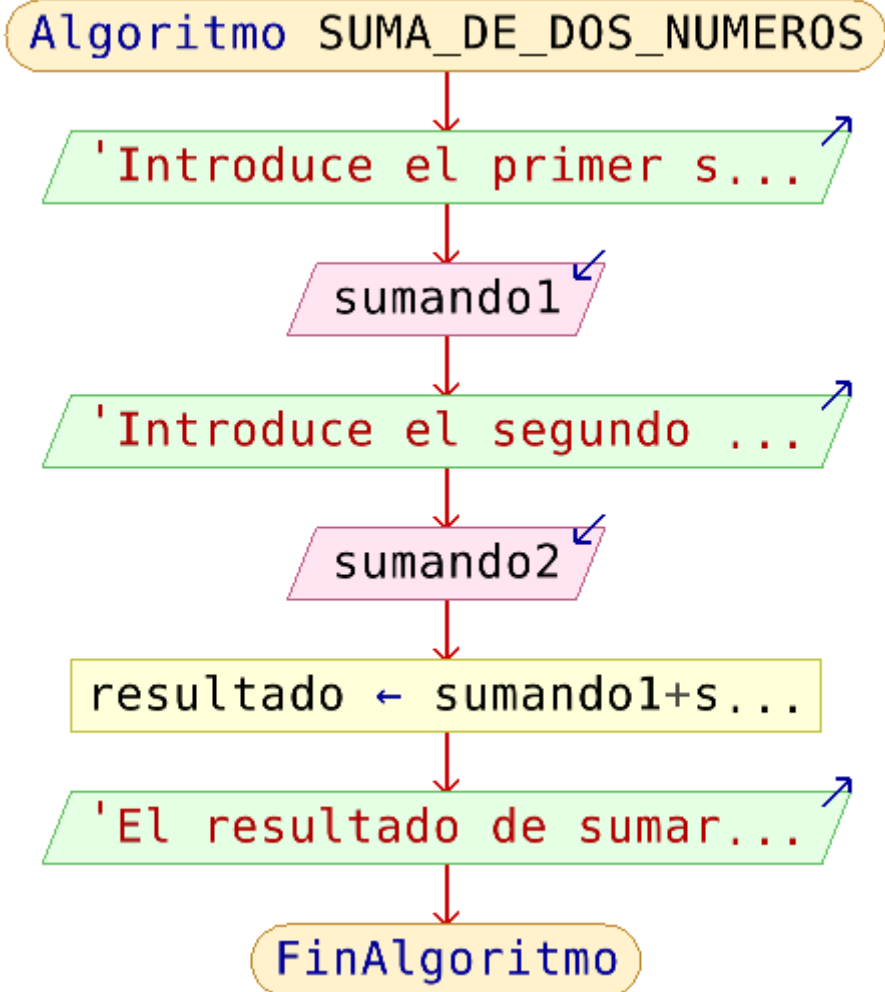 Algoritmo SUMA_DE_DOS_NUMEROS
'Introduce el primer s...
sumando1
'Introduce el segundo ...
sumando2
resultado ← sumando1+s...
'El resultado de sumar...
FinAlgoritmo